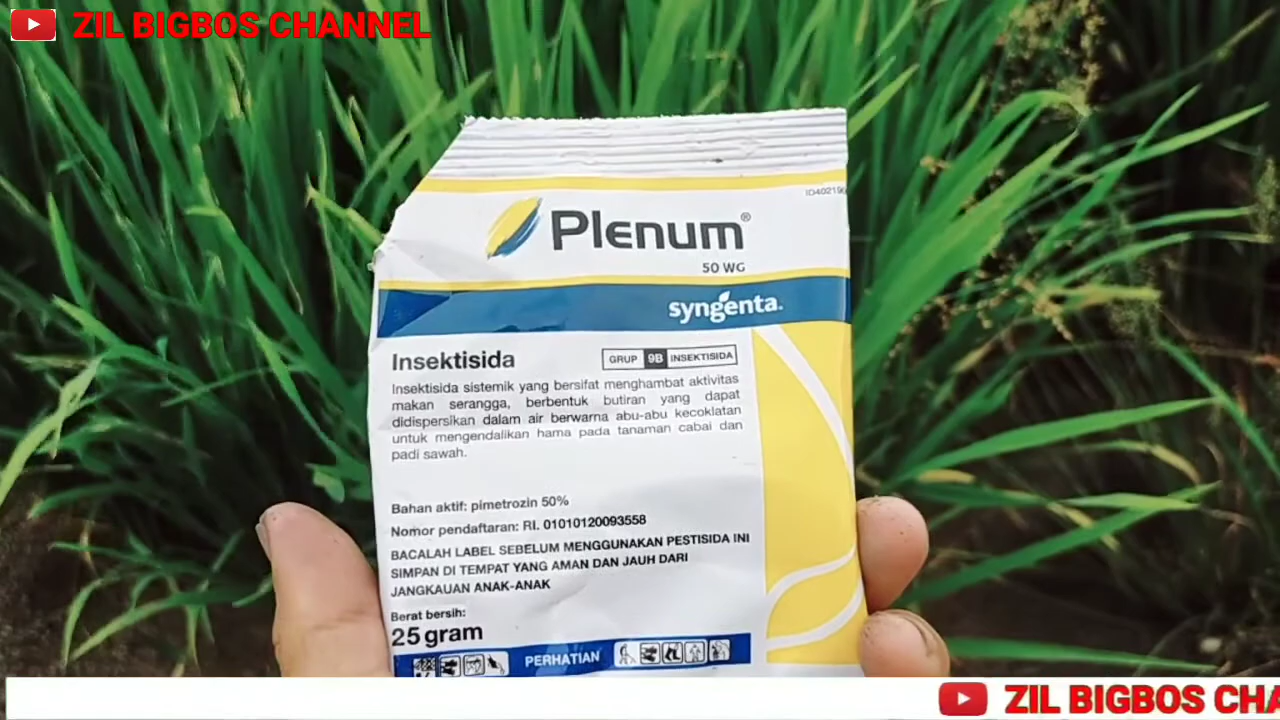 ZIL BIGBOS CHANNEL
Plenum®
50 WG
syngenta.
Insektisida
GRUP 9B INSEKTISIDA
Insektisida sistemik yang bersifat menghambat aktivitas
makan serangga, berbentuk butiran yang dapat
didispersikan dalam air berwarna abu-abu kecoklatan
untuk mengendalikan hama pada tanaman cabai dan
padi sawah.
Bahan aktif: pimetrozin 50%
Nomor pendaftaran: RI. 01010120093558
BACALAH LABEL SEBELUM MENGGUNAKAN PESTISIDA INI
SIMPAN DI TEMPAT YANG AMAN DAN JAUH DARI
JANGKAUAN ANAK-ANAK
Berat bersih:
25 gram
PERHATIAN
ZIL BIGBOS CHA